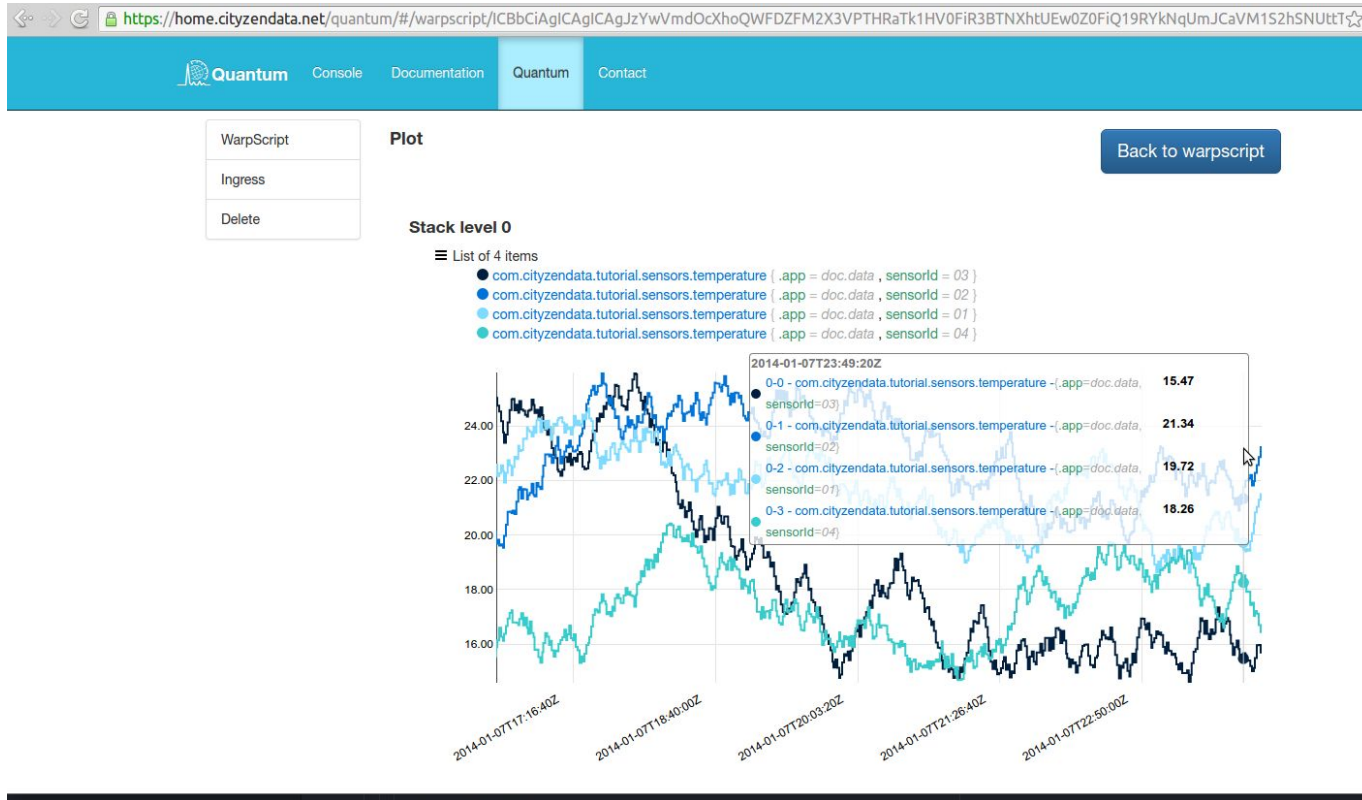 https://home.cityzendata.net/quantum/#/warpscript/
Quantum Console Documentation Quantum Contact
WarpScript
Ingress
Delete
Plot
Back to warpscript
Stack level 0
List of 4 items
com.cityzendata.tutorial.sensors.temperature { .app = doc.data , sensorId = 03 }
com.cityzendata.tutorial.sensors.temperature { .app = doc.data , sensorId = 02 }
com.cityzendata.tutorial.sensors.temperature { .app = doc.data , sensorId = 01 }
com.cityzendata.tutorial.sensors.temperature { .app = doc.data , sensorId = 04 }
2014-01-07T23:49:20Z
0-0 - com.cityzendata.tutorial.sensors.temperature -{.app=doc.data, 15.47
sensorId=03}
0-1 - com.cityzendata.tutorial.sensors.temperature -{.app=doc.data, 21.34
sensorId=02}
0-2 - com.cityzendata.tutorial.sensors.temperature -{.app=doc.data, 19.72
sensorId=01}
0-3 - com.cityzendata.tutorial.sensors.temperature -{.app=doc.data, 18.26
sensorId=04}
24.00
22.00
20.00
18.00
16.00
2014-01-07T17:16:40Z
2014-01-07T18:40:00Z
2014-01-07T20:03:20Z
2014-01-07T21:26:40Z
2014-01-07T22:50:00Z